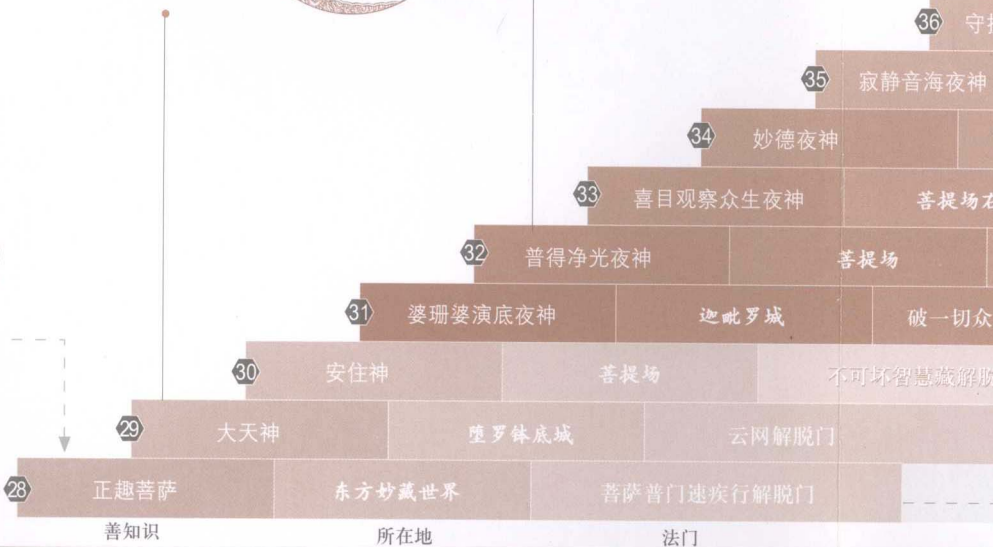 36 守
35 寂静音海夜神
34 妙德夜神
33 喜目观察众生夜神 菩提场
32 普得净光夜神 菩提场
31 婆珊婆演底夜神 迦毗罗城 破一切众
30 安住神 菩提场 不可坏智慧藏解脱
29 大天神 堕罗钵底城 云网解脱门
28 正趣菩萨 东方妙藏世界 菩萨普门速疾行解脱门
善知识 所在地 法门